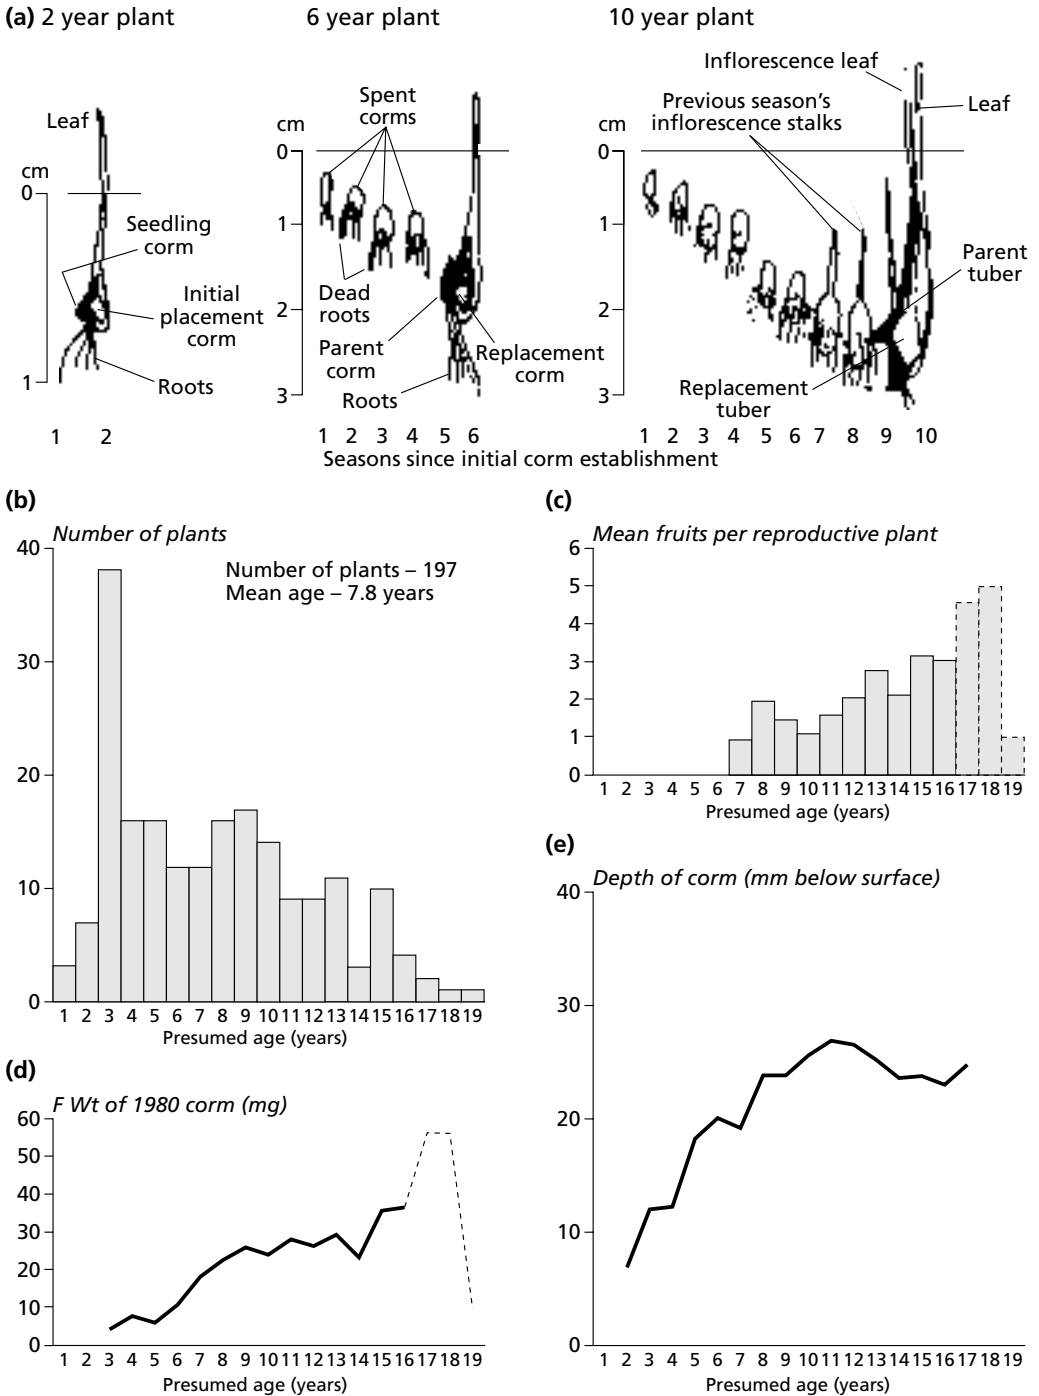 (a) 2 year plant
6 year plant
10 year plant
Leaf
cm
0
Seedling
corm
Initial
placement
corm
Roots
1
1 2
Spent
corms
cm
0
1
2
3
Dead
roots
Parent
corm
Roots
Replacement
corm
1 2 3 4 5 6
Inflorescence leaf
Previous season's
inflorescence stalks
Leaf
cm
0
1
2
3
Parent
tuber
Replacement
tuber
1 2 3 4 5 6 7 8 9 10
Seasons since initial corm establishment
(b)
Number of plants
Number of plants – 197
Mean age – 7.8 years
40
30
20
10
0
1 2 3 4 5 6 7 8 9 10 11 12 13 14 15 16 17 18 19
Presumed age (years)
(c)
Mean fruits per reproductive plant
6
5
4
3
2
1
0
1 2 3 4 5 6 7 8 9 10 11 12 13 14 15 16 17 18 19
Presumed age (years)
(d)
F Wt of 1980 corm (mg)
60
50
40
30
20
10
0
1 2 3 4 5 6 7 8 9 10 11 12 13 14 15 16 17 18 19
Presumed age (years)
(e)
Depth of corm (mm below surface)
40
30
20
10
0
1 2 3 4 5 6 7 8 9 10 11 12 13 14 15 16 17 18 19
Presumed age (years)